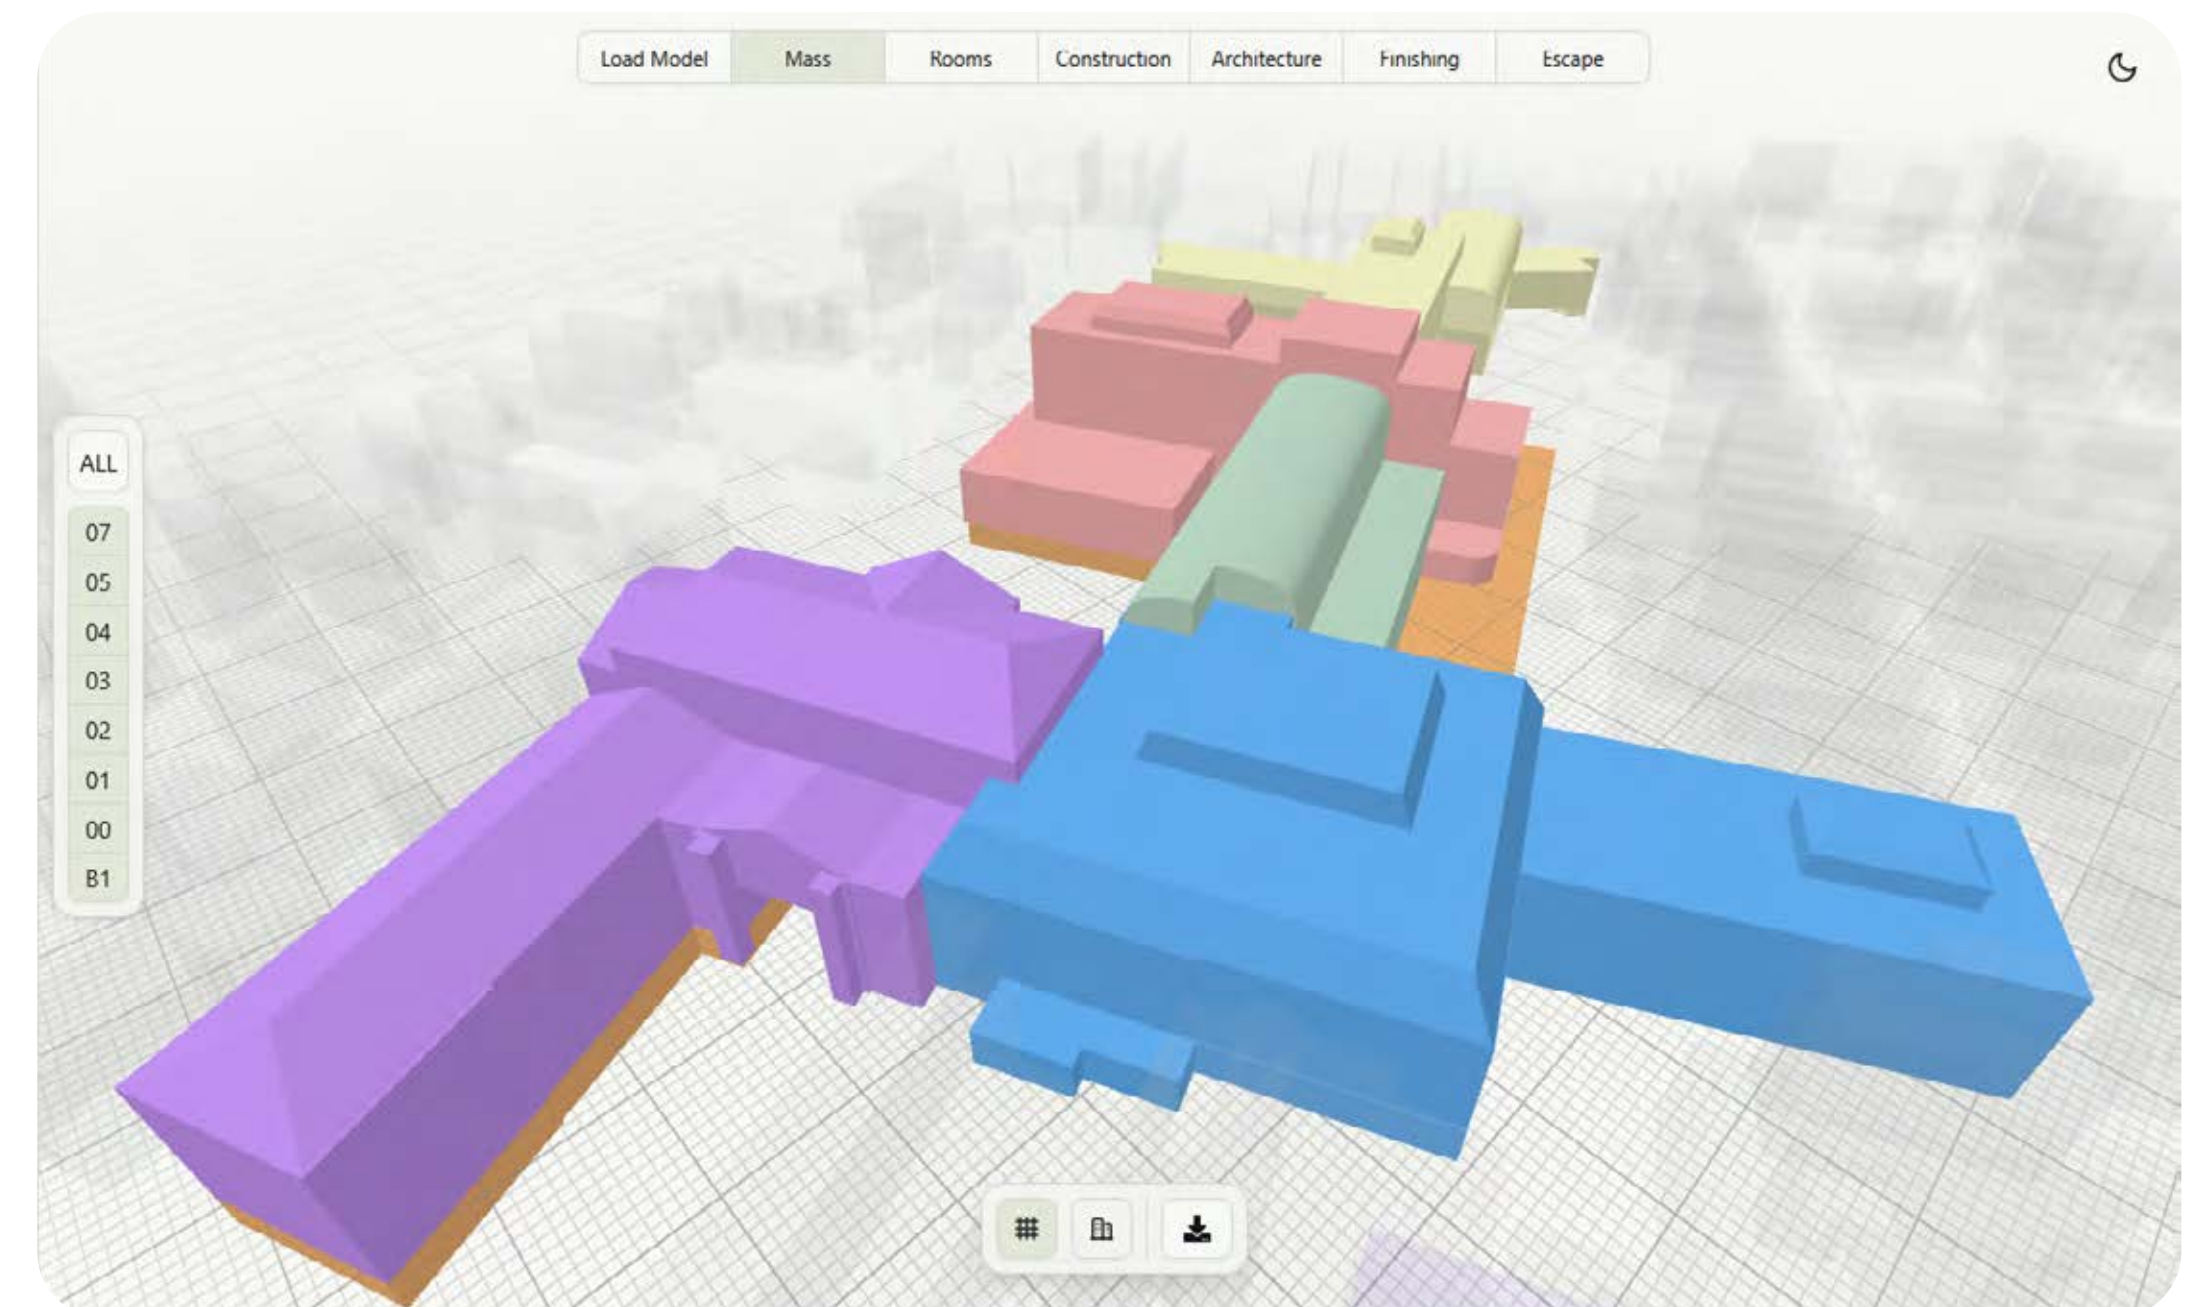 Load Model
Mass
Rooms
Construction
Architecture
Finishing
Escape
ALL
07
05
04
03
02
01
00
B1